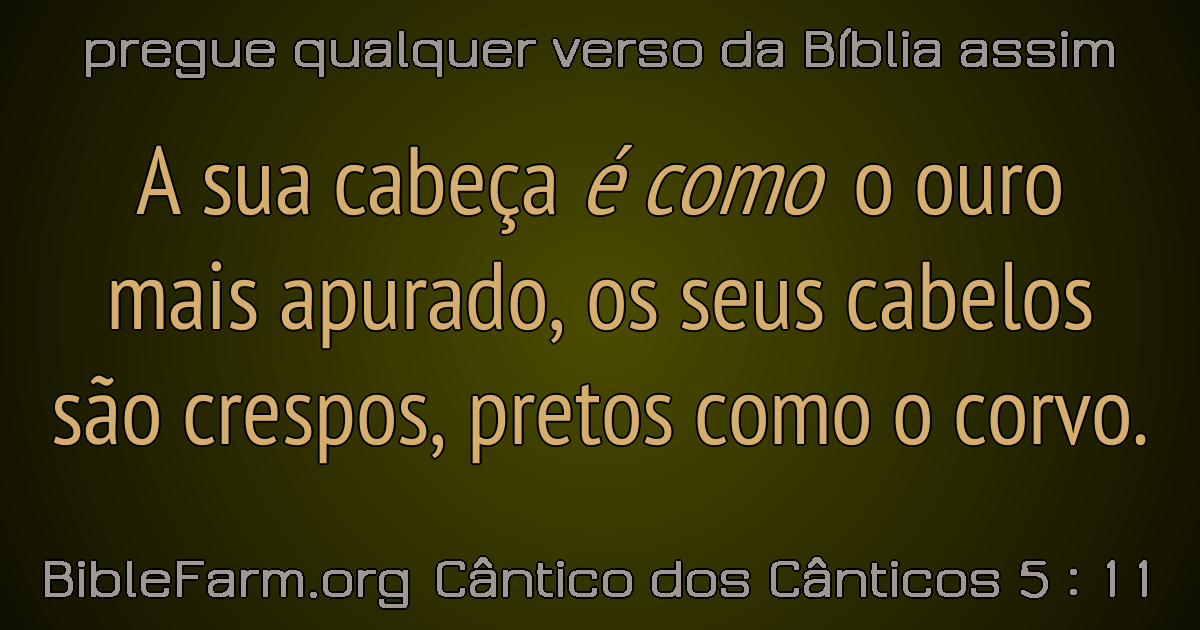 pregue qualquer verso da Bíblia assim
A sua cabeça é como o ouro
mais apurado, os seus cabelos
são crespos, pretos como o corvo.
BibleFarm.org Cântico dos Cânticos 5 : 11